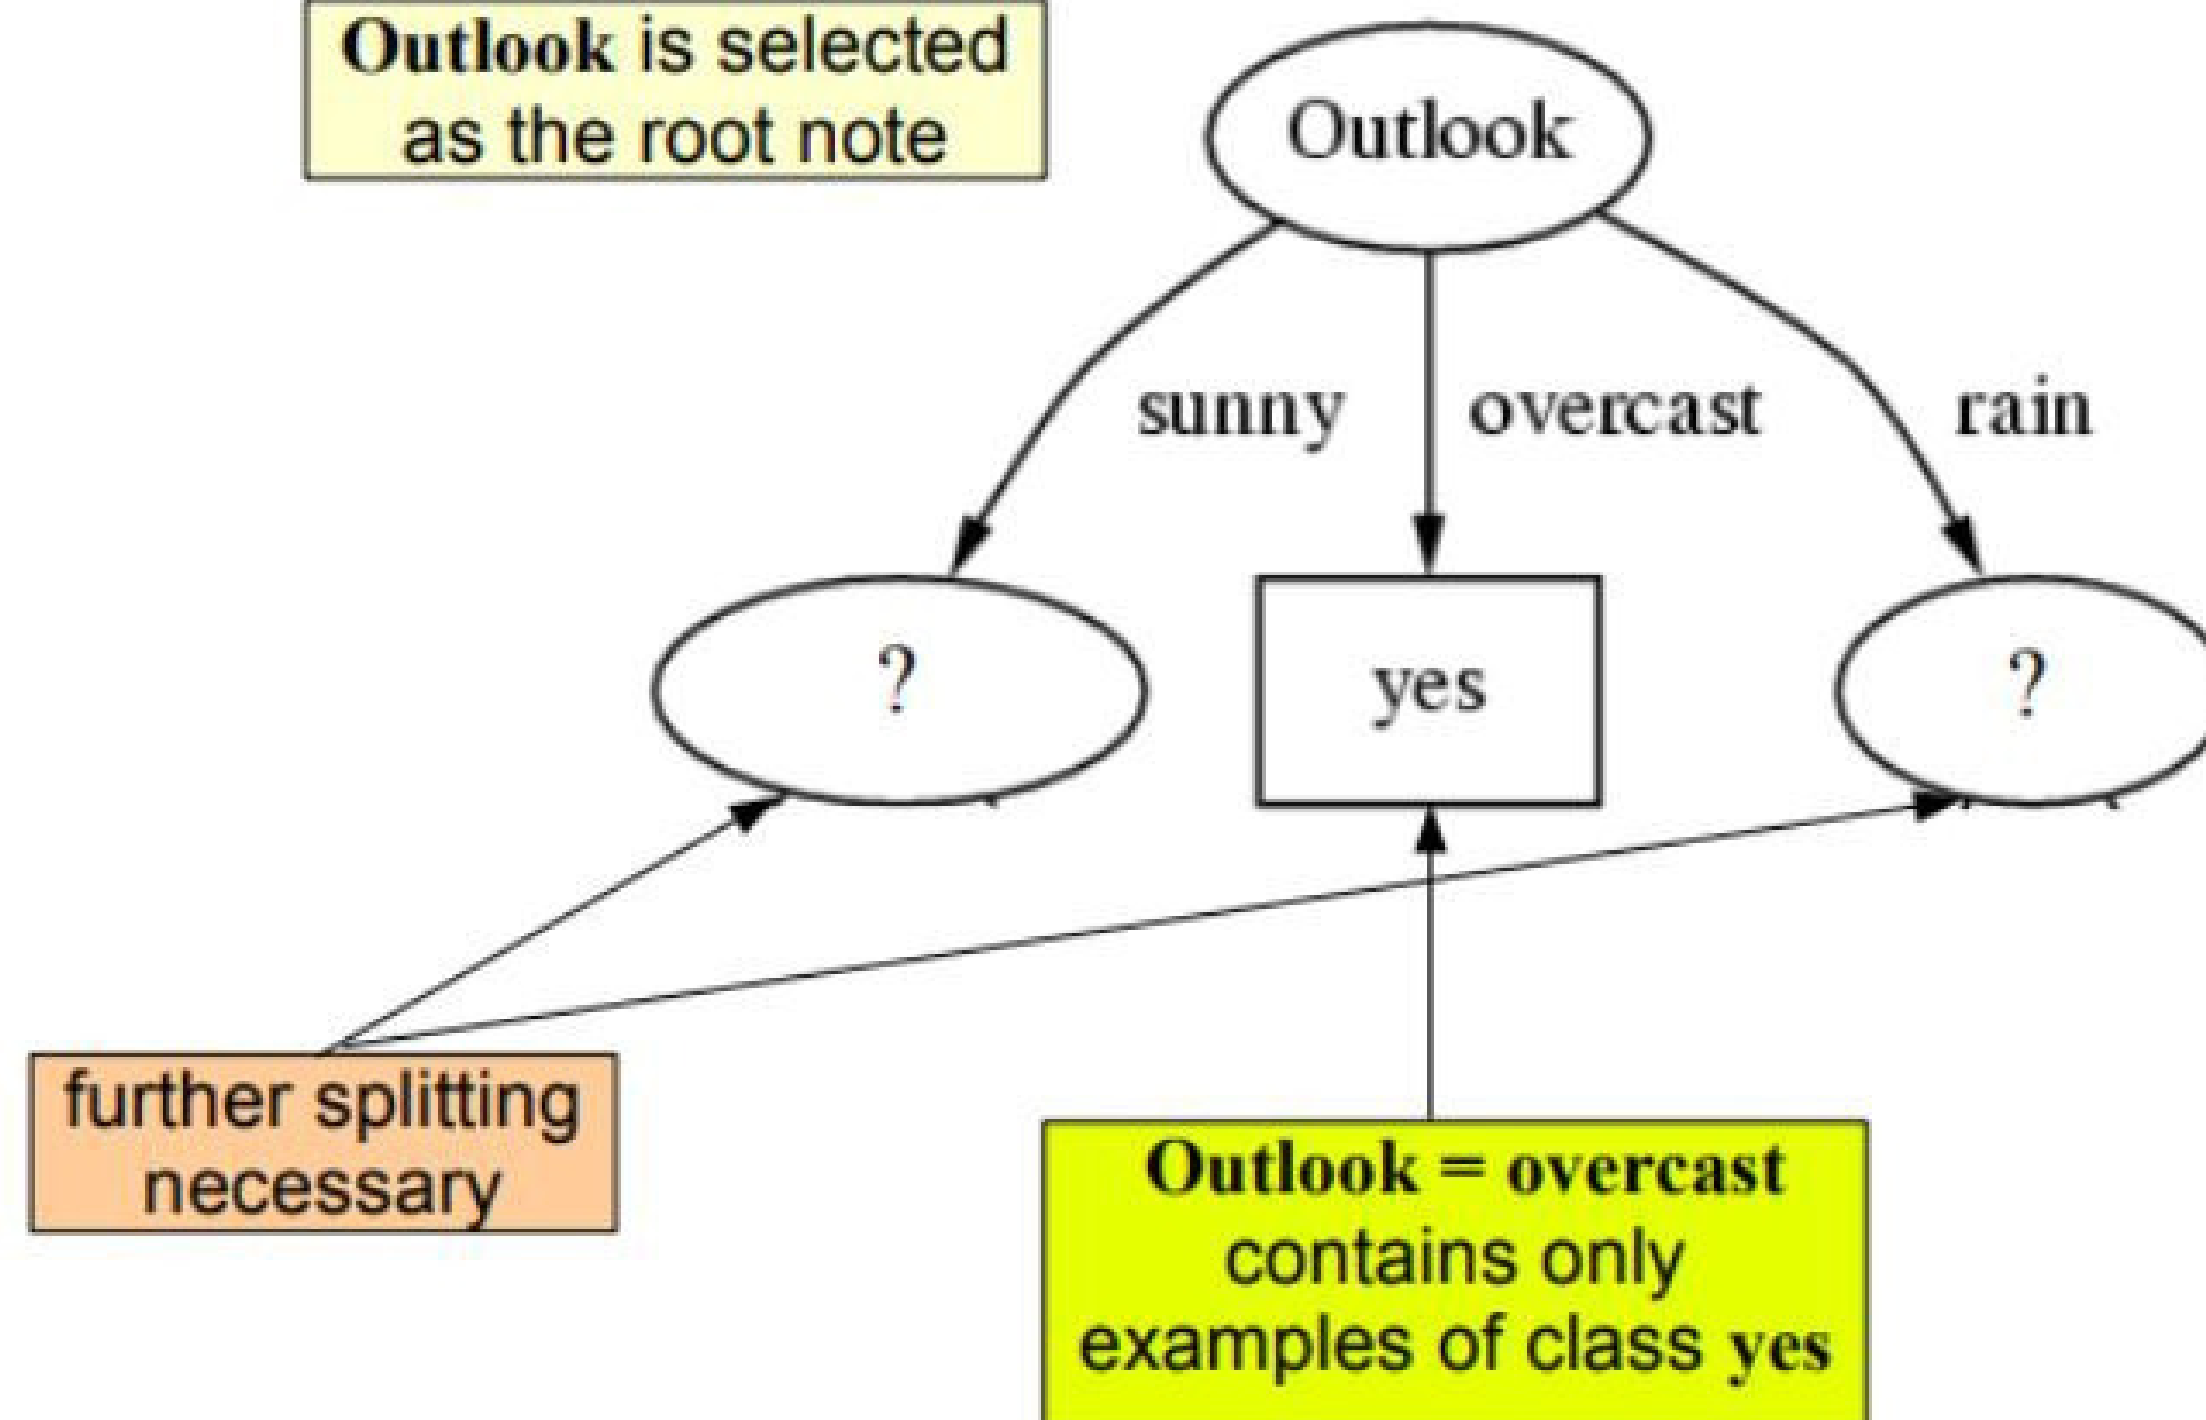 Outlook is selected
as the root note
Outlook
sunny
overcast
rain
?
yes
?
further splitting
necessary
Outlook = overcast
contains only
examples of class yes